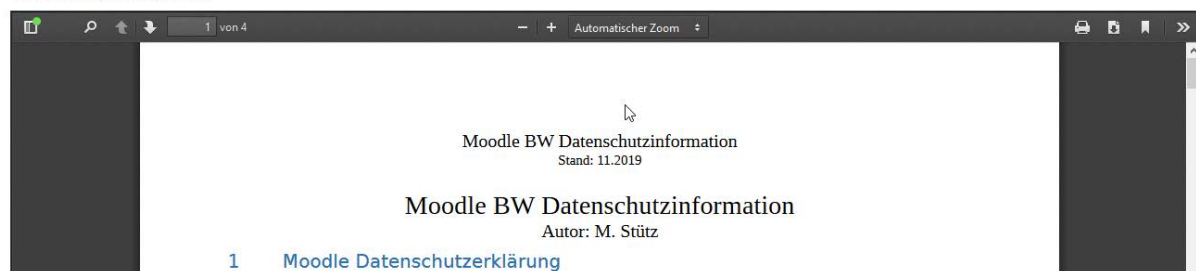 1 von 4 − + Automatischer Zoom
Moodle BW Datenschutzinformation
Stand: 11.2019
Moodle BW Datenschutzinformation
Autor: M. Stütz
1 Moodle Datenschutzerklärung